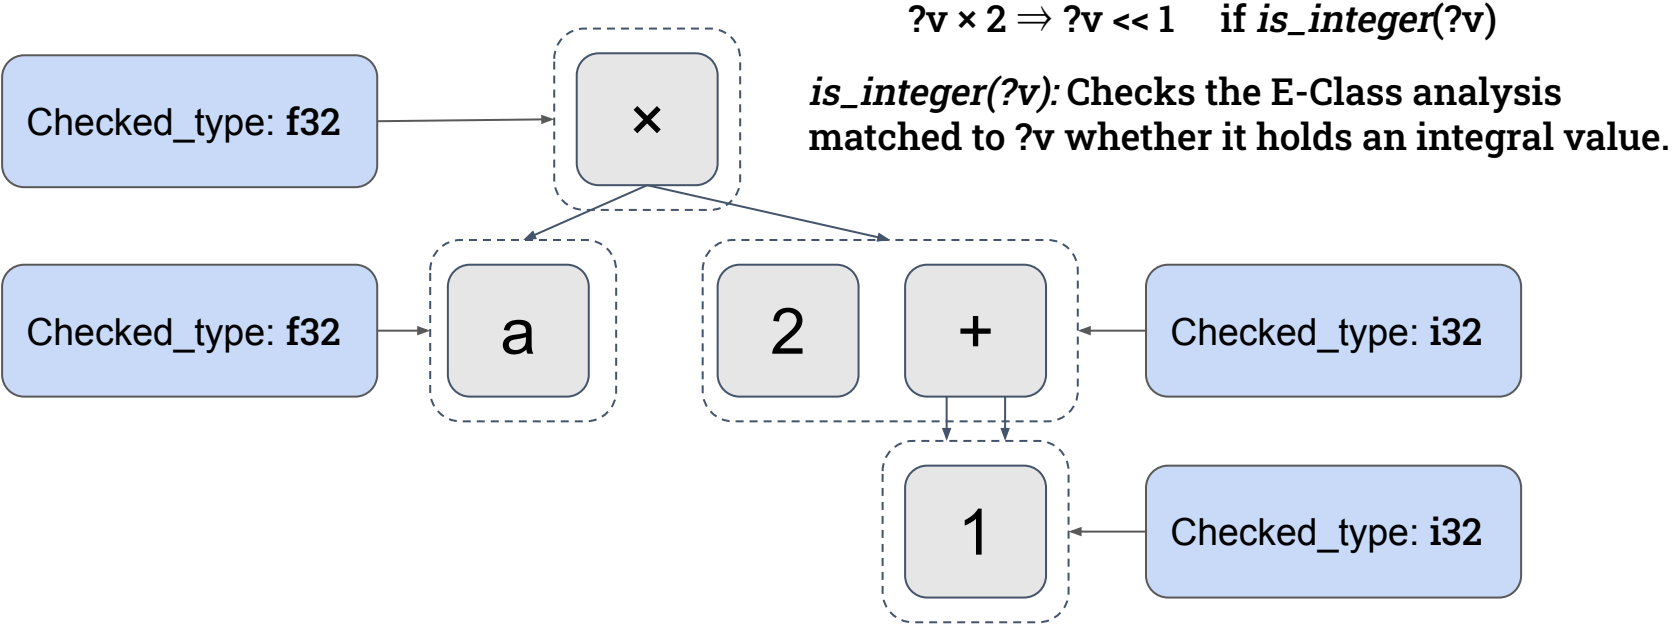 ?v × 2 ⇒ ?v << 1 if is_integer(?v)
is_integer(?v): Checks the E-Class analysis
matched to ?v whether it holds an integral value.
Checked_type: f32
×
Checked_type: f32
a
2
+
Checked_type: i32
1
Checked_type: i32